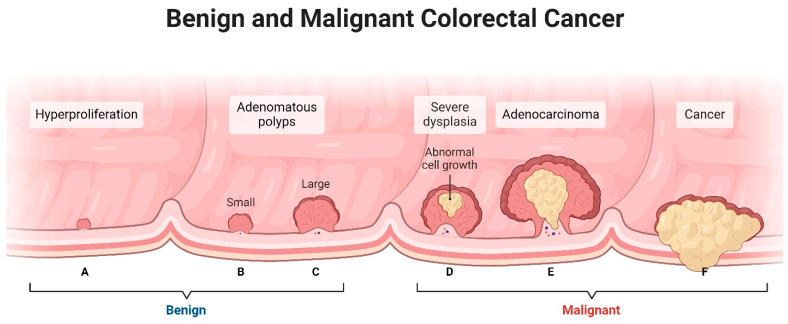 Benign and Malignant Colorectal Cancer
Hyperproliferation
Adenomatous
polyps
Severe
dysplasia
Adenocarcinoma
Cancer
Abnormal
cell growth
Small
Large
A
B
C
D
E
F
Benign
Malignant